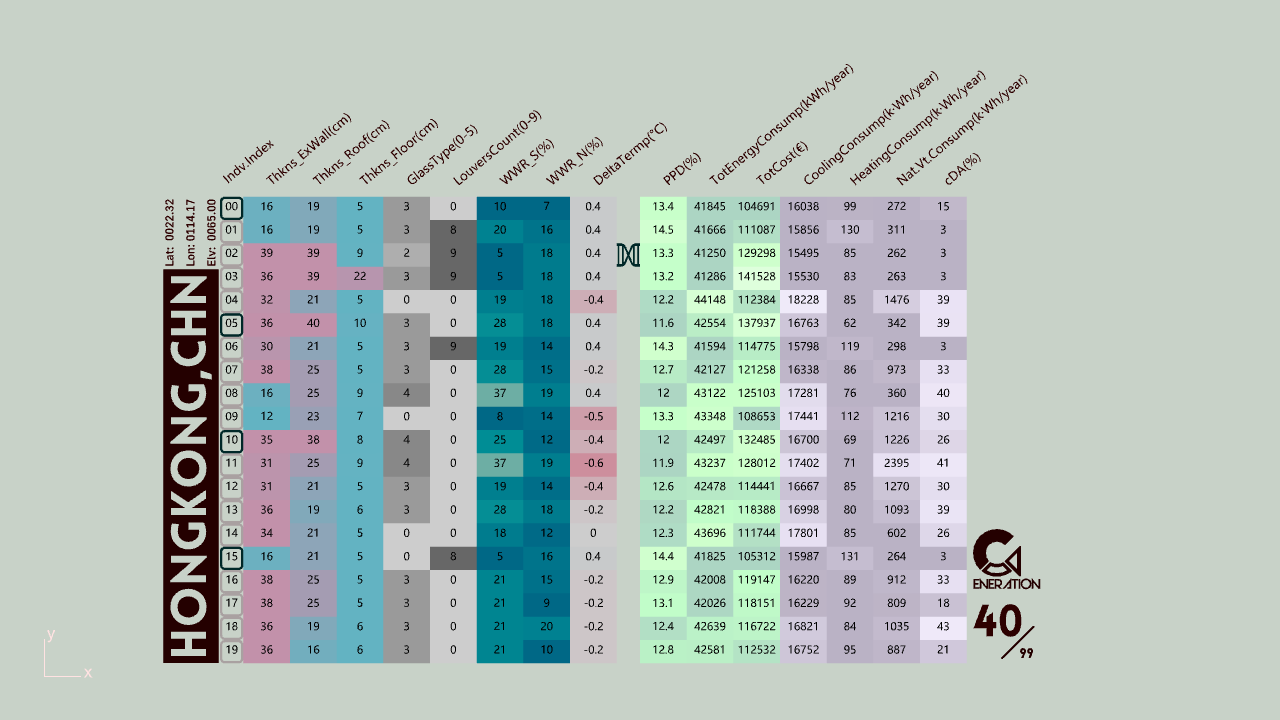 Indv.Index Thkns_ExWall(cm) Thkns_Roof(cm) Thkns_Floor(cm) GlassType(0-5) LouversCount(0-9) WWR_S(%) WWR_N(%) DeltaTermp(°C) PPD(%) TotEnergyConsump(kWh/year) TotCost(€) CoolingConsump(k·Wh/year) HeatingConsump(k·Wh/year) Nat.Vt.Consump(k·Wh/year) cDA(%)
Lat: 0022.32
Lon: 0114.17
Elv: 0065.00
HONGKONG,CHN
00 16 19 5 3 0 10 7 0.4 13.4 41845 104691 16038 99 272 15
01 16 19 5 3 8 20 16 0.4 14.5 41666 111087 15856 130 311 3
02 39 39 9 2 9 5 18 0.4 13.3 41250 129298 15495 85 262 3
03 36 39 22 3 9 5 18 0.4 13.2 41286 141528 15530 83 263 3
04 32 21 5 0 0 19 18 -0.4 12.2 44148 112384 18228 85 1476 39
05 36 40 10 3 0 28 18 0.4 11.6 42554 137937 16763 62 342 39
06 30 21 5 3 9 19 14 0.4 14.3 41594 114775 15798 119 298 3
07 38 25 5 3 0 28 15 -0.2 12.7 42127 121258 16338 86 973 33
08 16 25 9 4 0 37 19 0.4 12 43122 125103 17281 76 360 40
09 12 23 7 0 0 8 14 -0.5 13.3 43348 108653 17441 112 1216 30
10 35 38 8 4 0 25 12 -0.4 12 42497 132485 16700 69 1226 26
11 31 25 9 4 0 37 19 -0.6 11.9 43237 128012 17402 71 2395 41
12 31 21 5 3 0 19 14 -0.4 12.6 42478 114441 16667 85 1270 30
13 36 19 6 3 0 28 18 -0.2 12.2 42821 118388 16998 80 1093 39
14 34 21 5 0 0 18 12 0 12.3 43696 111744 17801 85 602 26
15 16 21 5 0 8 5 16 0.4 14.4 41825 105312 15987 131 264 3
16 38 25 5 3 0 21 15 -0.2 12.9 42008 119147 16220 89 912 33
17 38 25 5 3 0 21 9 -0.2 13.1 42026 118151 16229 92 809 18
18 36 19 6 3 0 21 20 -0.2 12.4 42639 116722 16821 84 1035 43
19 36 16 6 3 0 21 10 -0.2 12.8 42581 112532 16752 95 887 21
ENERATION
40/99
y
x